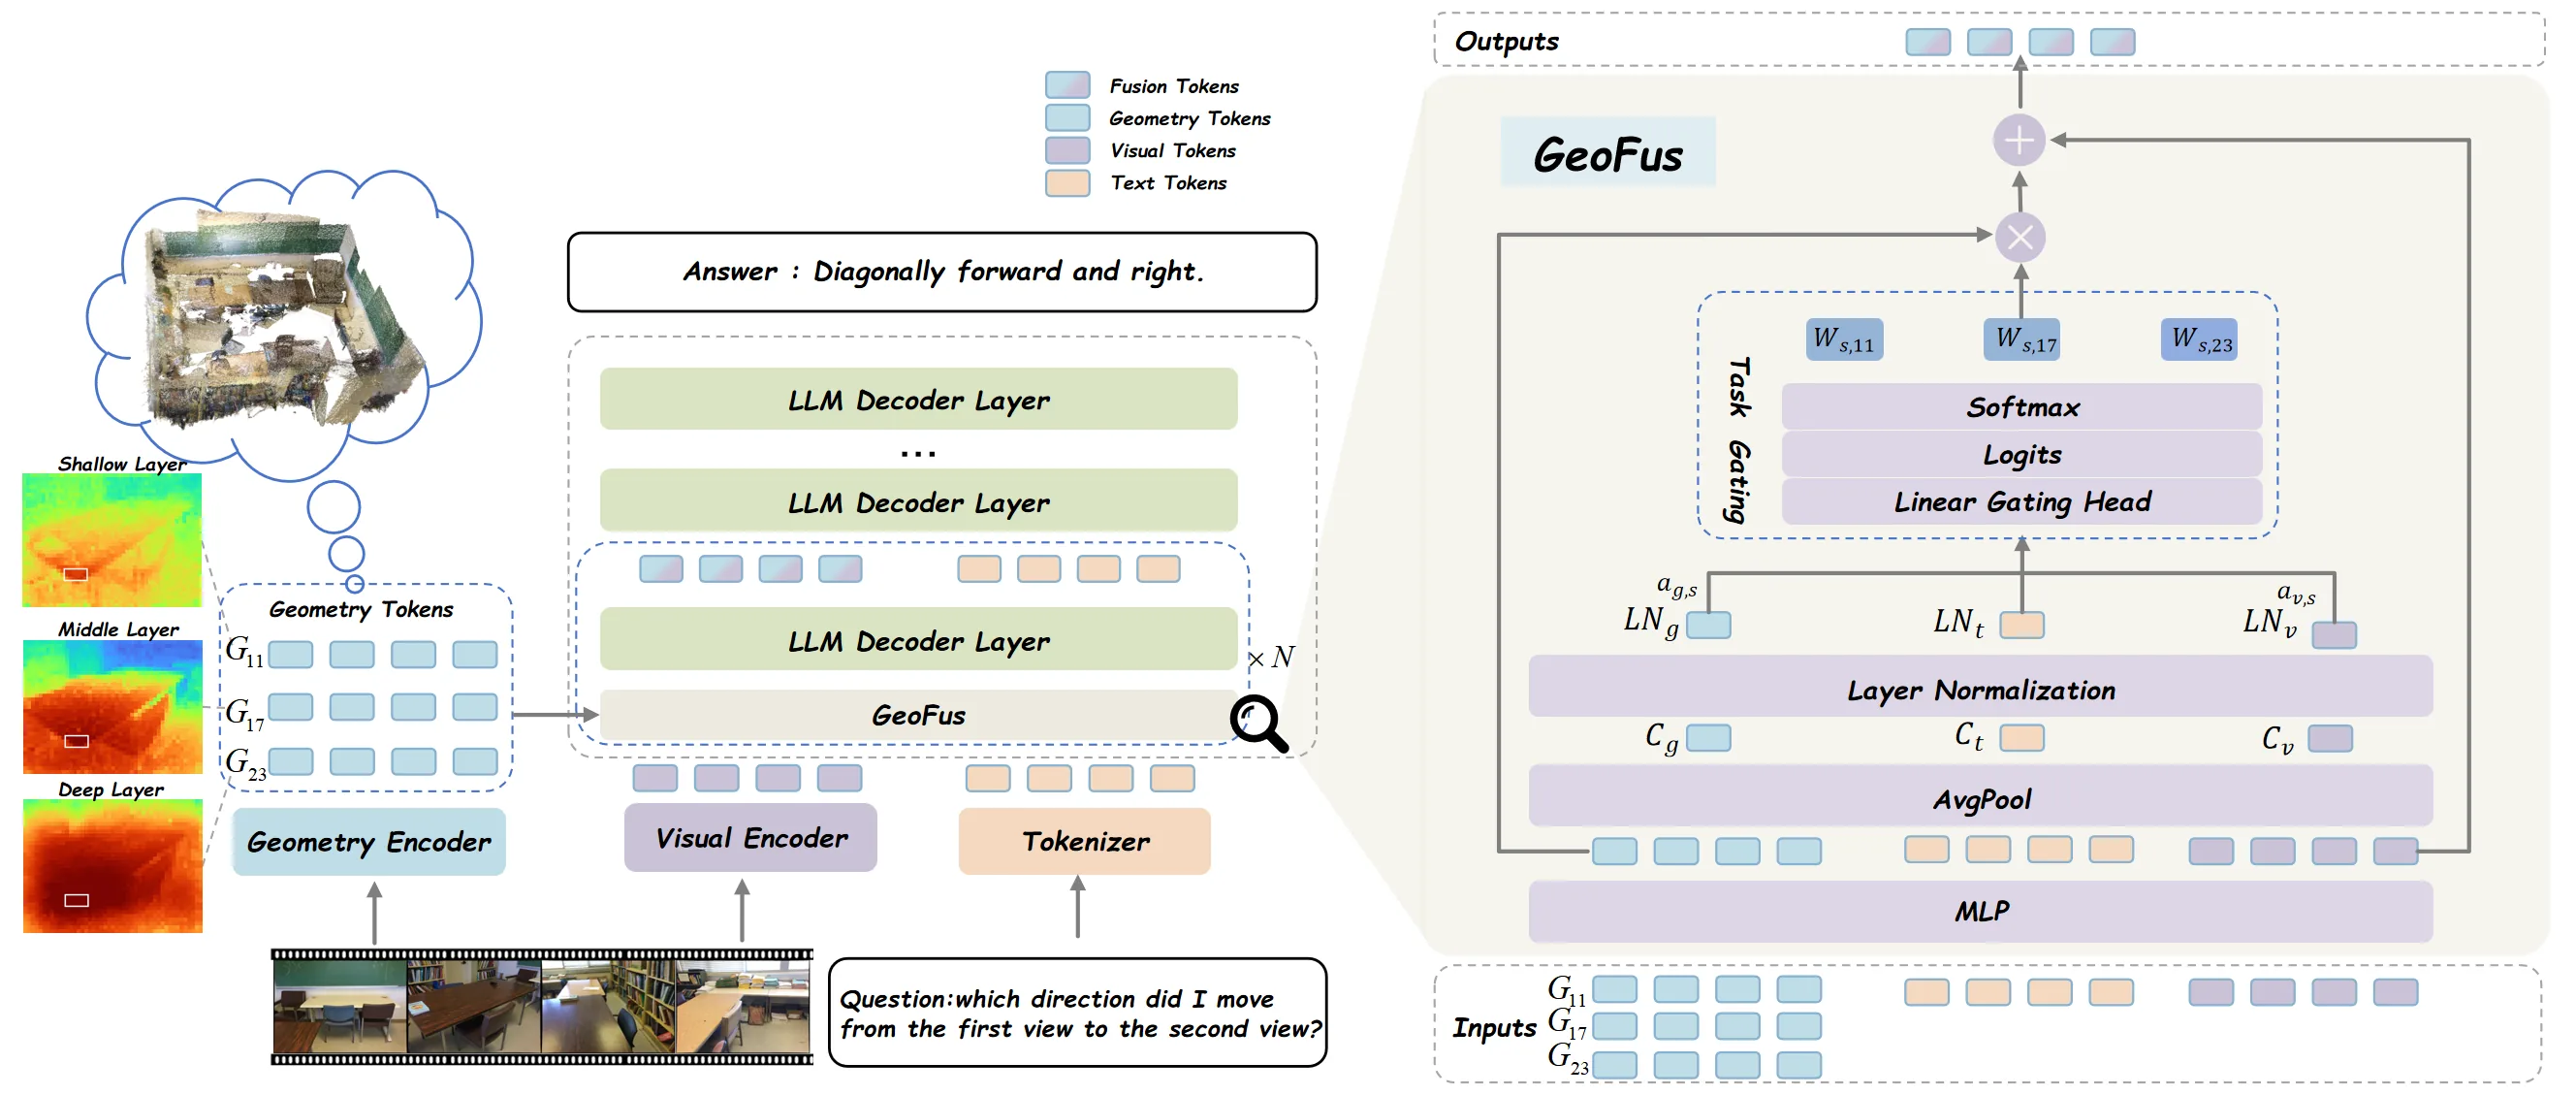 Fusion Tokens
Geometry Tokens
Visual Tokens
Text Tokens
Answer : Diagonally forward and right.
LLM Decoder Layer
...
LLM Decoder Layer
LLM Decoder Layer
× N
GeoFus
Shallow Layer
Middle Layer
Deep Layer
Geometry Tokens
G11
G17
G23
Geometry Encoder
Visual Encoder
Tokenizer
Question:which direction did I move
from the first view to the second view?
Outputs
GeoFus
Task Gating
Ws,11 Ws,17 Ws,23
Softmax
Logits
Linear Gating Head
ag,s av,s
LNg LNt LNv
Layer Normalization
Cg Ct Cv
AvgPool
MLP
Inputs
G11
G17
G23